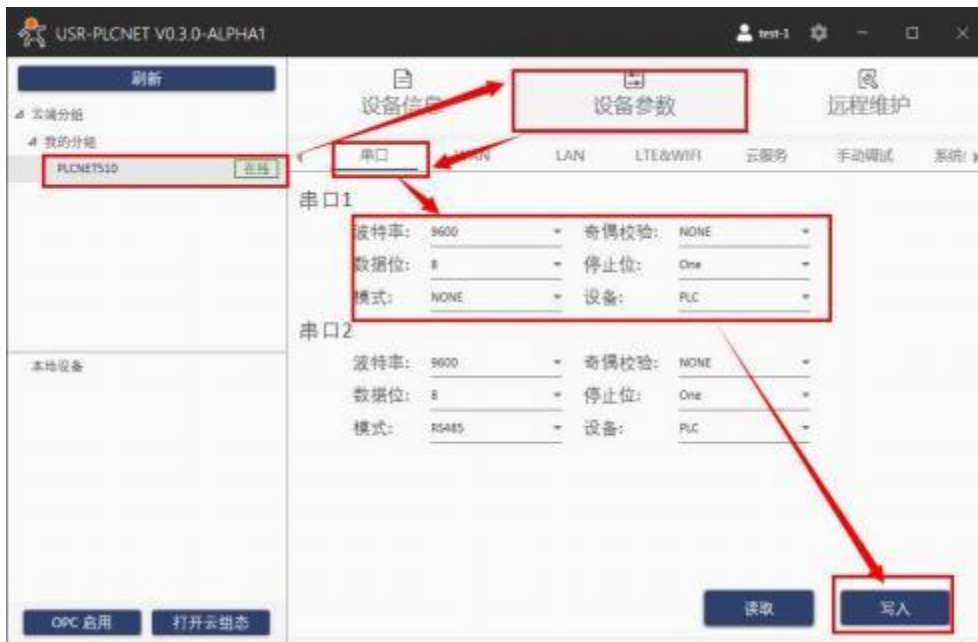 USR-PLCNET V0.3.0-ALPHA1
test-1
刷新
云端分组
我的分组
PLCNET510 在线
本地设备
OPC 启用 打开云组态
设备信息 设备参数 远程维护
串口 WAN LAN LTE&WIFI 云服务 手动调试
串口1
波特率: 9600 奇偶校验: NONE
数据位: 8 停止位: One
模式: NONE 设备: PLC
串口2
波特率: 9600 奇偶校验: NONE
数据位: 8 停止位: One
模式: RS485 设备: PLC
读取 写入